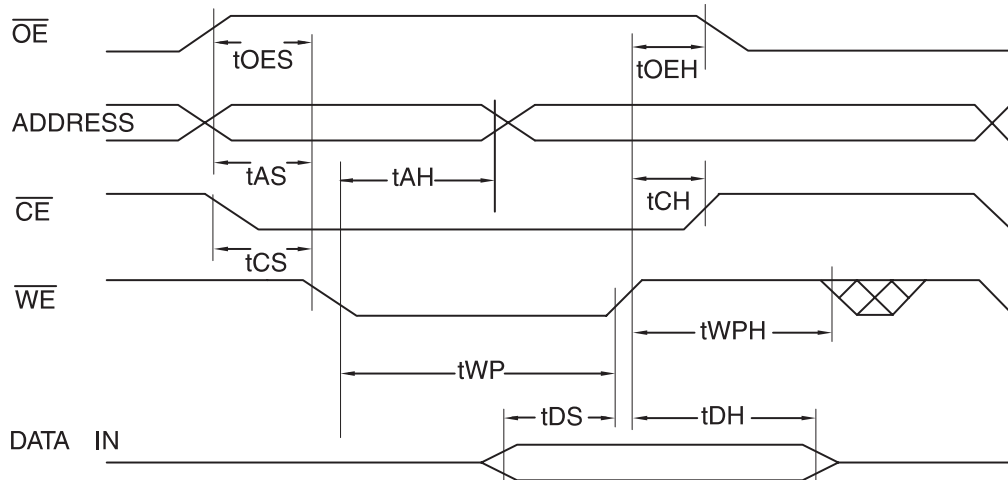 OE
tOES
tOEH
ADDRESS
tAS
tAH
tCH
CE
tCS
WE
tWPH
tWP
tDS
tDH
DATA IN